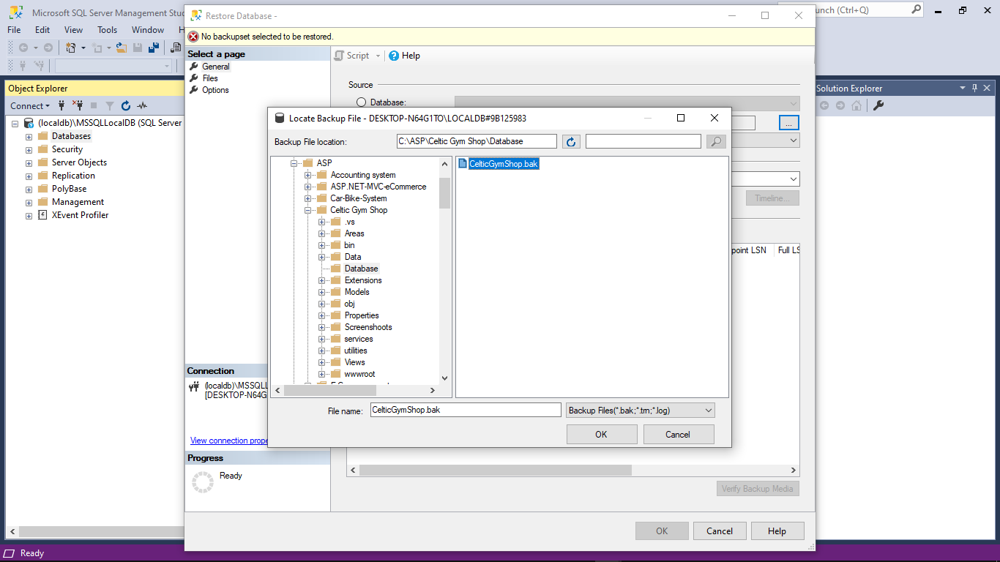 Microsoft SQL Server Management Stu
Restore Database -
unch (Ctrl+Q)
File Edit View Tools Window H
No backupset selected to be restored.
Select a page
General
Files
Options
Script
Help
Source
Database:
...
Timeline...
point LSN Full LS
Object Explorer
Connect
(localdb)\MSSQLLocalDB (SQL Server
Databases
Security
Server Objects
Replication
PolyBase
Management
XEvent Profiler
Solution Explorer
Locate Backup File - DESKTOP-N64G1TO\LOCALDB#9B125983
Backup File location: C:\ASP\Celtic Gym Shop\Database
ASP
Accounting system
ASP.NET-MVC-eCommerce
Car-Bike-System
Celtic Gym Shop
.vs
Areas
bin
Data
Database
Extensions
Models
obj
Properties
Screenshoots
services
utilities
Views
wwwroot
CelticGymShop.bak
File name: CelticGymShop.bak
Backup Files(*.bak;*.trn;*.log)
OK Cancel
Connection
(localdb)\MSSQLL
[DESKTOP-N64G
View connection prope
Progress
Ready
Verify Backup Media
OK Cancel Help
Ready